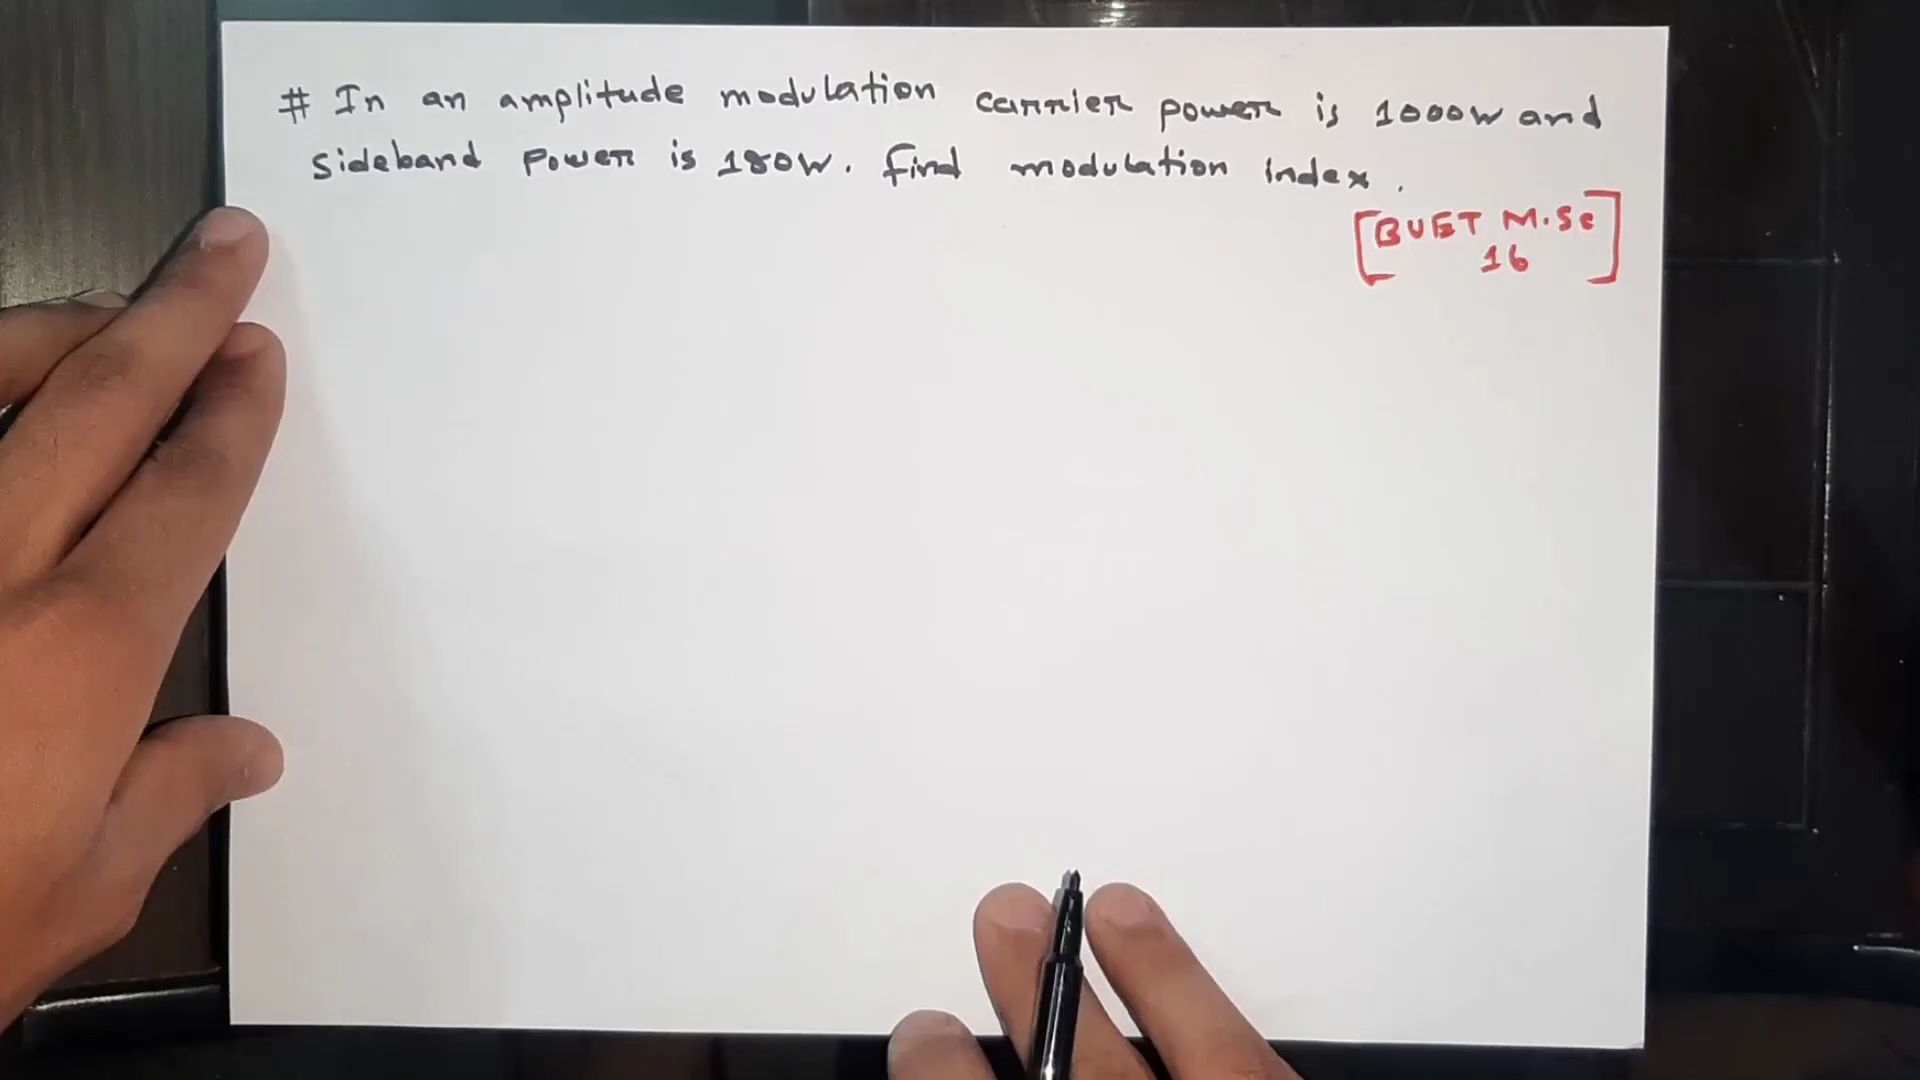 # In an amplitude modulation carrier power is 1000W and
sideband power is 180W. find modulation index.
[BUET M.Sc
16]